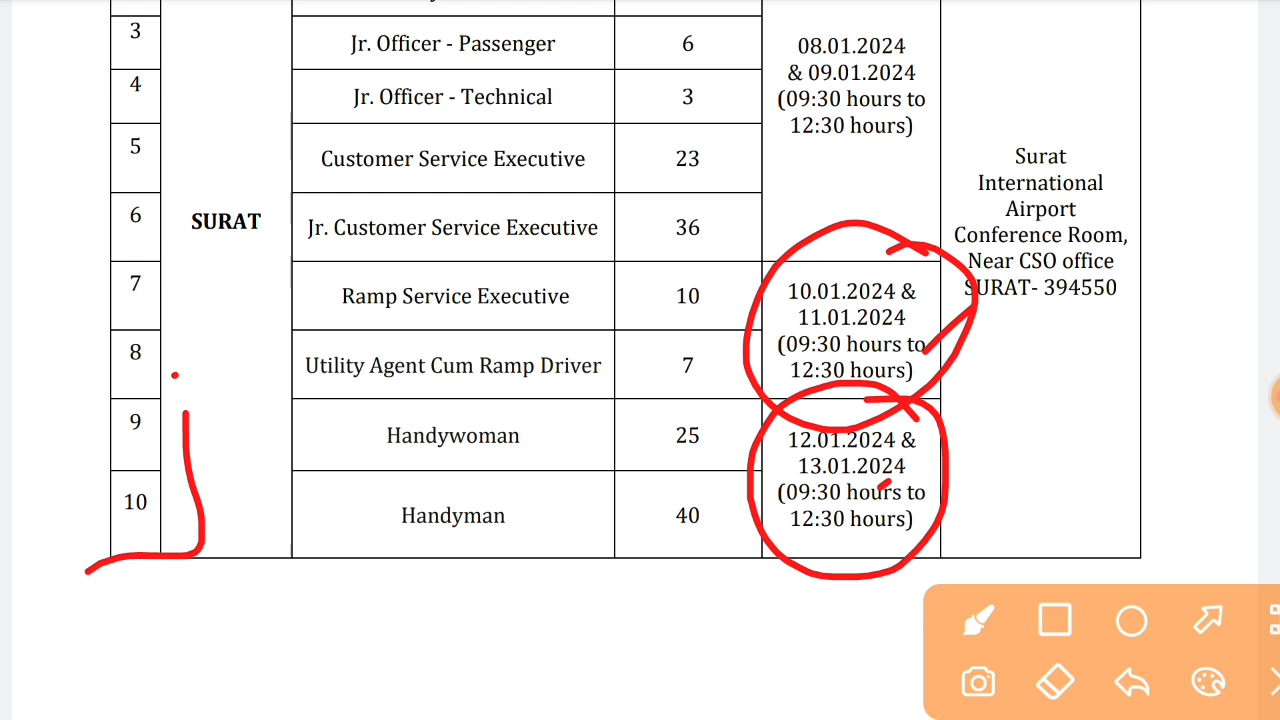 3
Jr. Officer - Passenger
6
08.01.2024
& 09.01.2024
(09:30 hours to
12:30 hours)
4
Jr. Officer - Technical
3
5
Customer Service Executive
23
Surat
International
Airport
Conference Room,
Near CSO office
SURAT- 394550
6
SURAT
Jr. Customer Service Executive
36
7
Ramp Service Executive
10
10.01.2024 &
11.01.2024
(09:30 hours to
12:30 hours)
8
Utility Agent Cum Ramp Driver
7
9
Handywoman
25
12.01.2024 &
13.01.2024
(09:30 hours to
12:30 hours)
10
Handyman
40